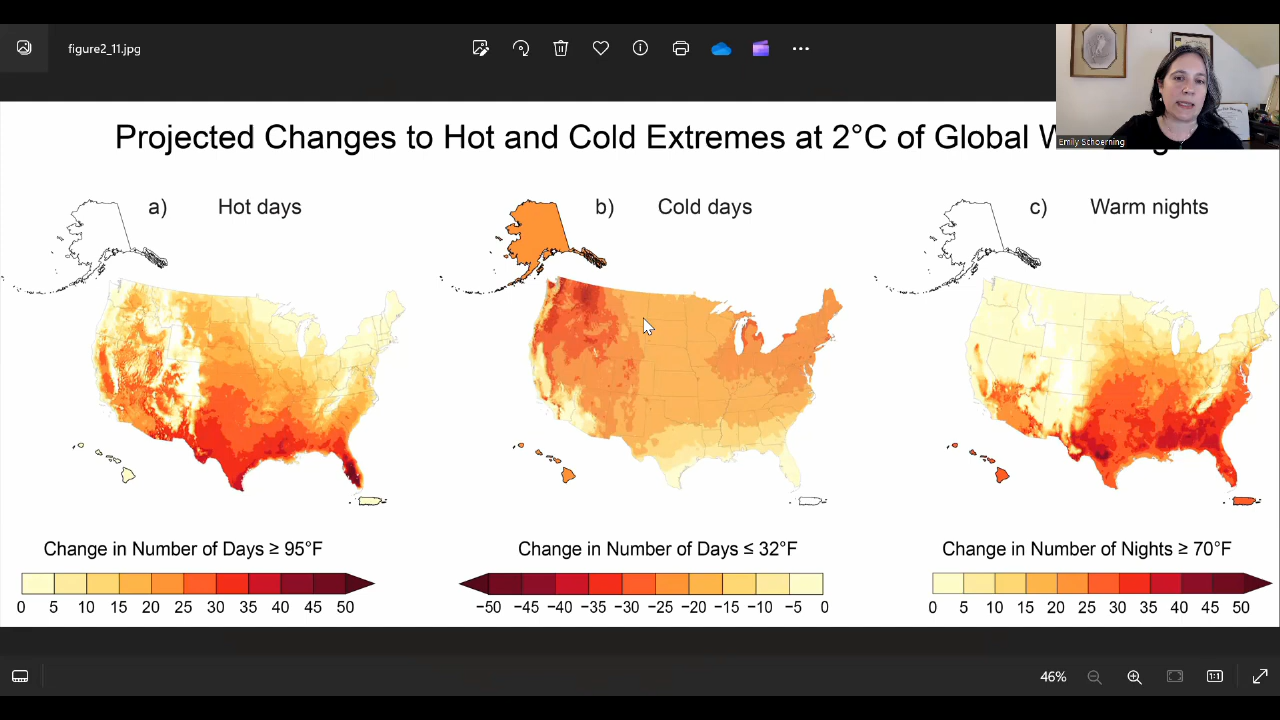 figure2_11.jpg
Emily Schoerning
Projected Changes to Hot and Cold Extremes at 2°C of Global
a) Hot days
b) Cold days
c) Warm nights
Change in Number of Days ≥ 95°F
0 5 10 15 20 25 30 35 40 45 50
Change in Number of Days ≤ 32°F
−50 −45 −40 −35 −30 −25 −20 −15 −10 −5 0
Change in Number of Nights ≥ 70°F
0 5 10 15 20 25 30 35 40 45 50
46%
1:1